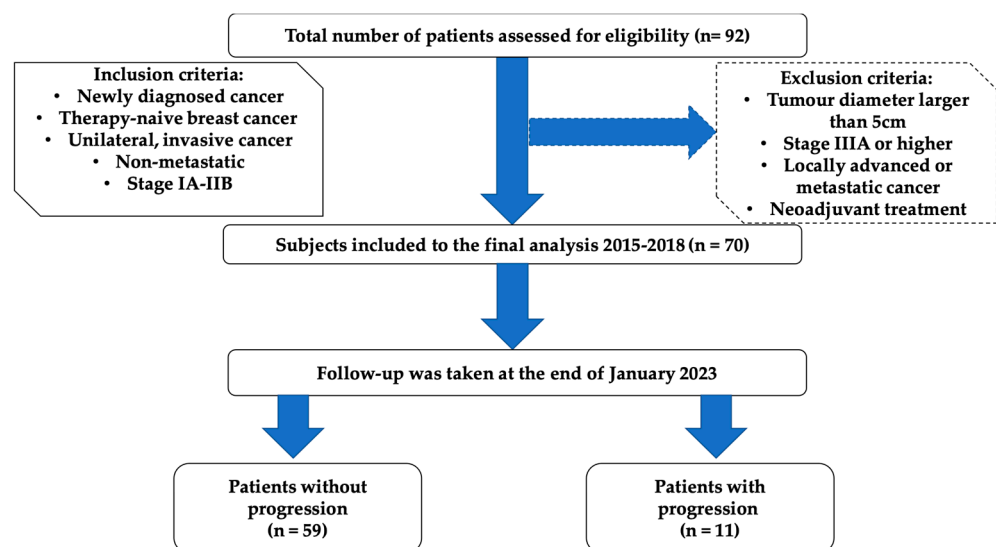 Total number of patients assessed for eligibility (n= 92)
Inclusion criteria:
• Newly diagnosed cancer
• Therapy-naive breast cancer
• Unilateral, invasive cancer
• Non-metastatic
• Stage IA-IIB
Exclusion criteria:
• Tumour diameter larger
than 5cm
• Stage IIIA or higher
• Locally advanced or
metastatic cancer
• Neoadjuvant treatment
Subjects included to the final analysis 2015-2018 (n = 70)
Follow-up was taken at the end of January 2023
Patients without
progression
(n = 59)
Patients with
progression
(n = 11)